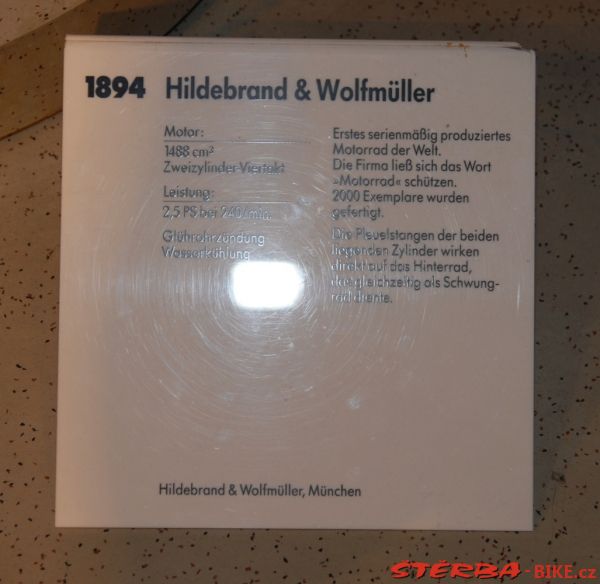 1894 Hildebrand & Wolfmüller
Motor:
1488 cm³
Zweizylinder-Viertakt
Leistung:
2,5 PS bei 240/min.
Glührohrzündung
Wasserkühlung
Erstes serienmäßig produziertes
Motorrad der Welt.
Die Firma ließ sich das Wort
»Motorrad« schützen.
2000 Exemplare wurden
gefertigt.
Die Pleuelstangen der beiden
liegenden Zylinder wirken
direkt auf das Hinterrad,
das gleichzeitig als Schwung-
rad diente.
Hildebrand & Wolfmüller, München
STERBA-BIKE.cz